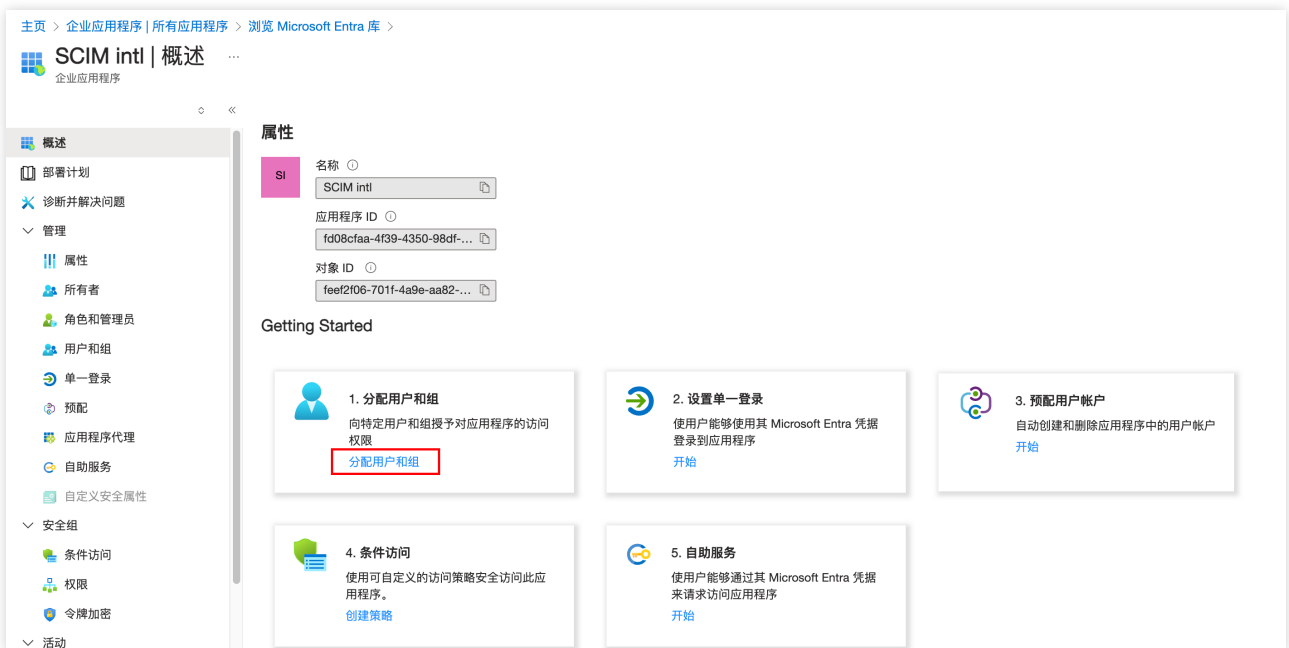 主页 > 企业应用程序 | 所有应用程序 > 浏览 Microsoft Entra 库 >
SCIM intl | 概述 ...
企业应用程序
概述
部署计划
诊断并解决问题
管理
属性
所有者
角色和管理员
用户和组
单一登录
预配
应用程序代理
自助服务
自定义安全属性
安全组
条件访问
权限
令牌加密
活动
属性
SI
名称
SCIM intl
应用程序 ID
fd08cfaa-4f39-4350-98df-...
对象 ID
feef2f06-701f-4a9e-aa82-...
Getting Started
1. 分配用户和组
向特定用户和组授予对应用程序的访问
权限
分配用户和组
2. 设置单一登录
使用户能够使用其 Microsoft Entra 凭据
登录到应用程序
开始
3. 预配用户帐户
自动创建和删除应用程序中的用户帐户
开始
4. 条件访问
使用可自定义的访问策略安全访问此应
用程序。
创建策略
5. 自助服务
使用户能够通过其 Microsoft Entra 凭据
来请求访问应用程序
开始